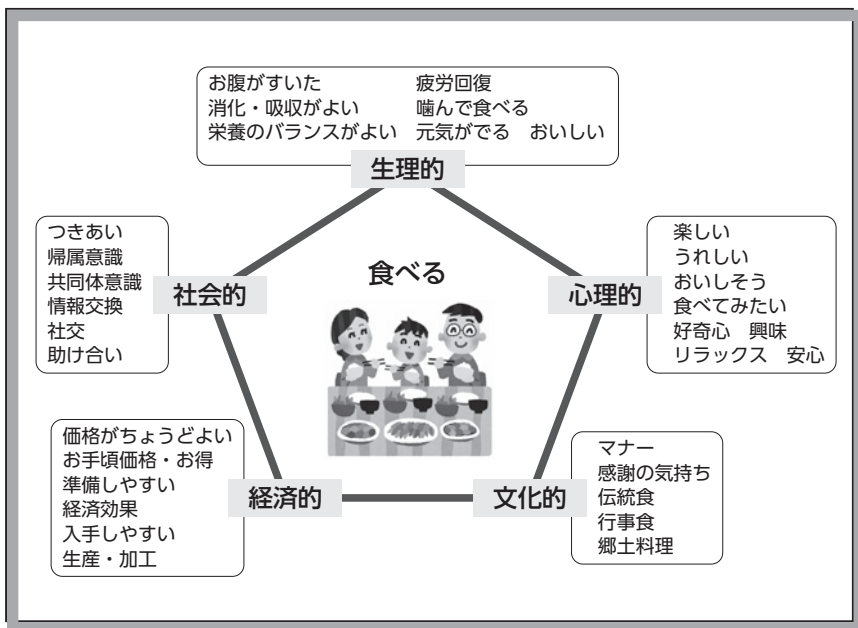 お腹がすいた　疲労回復
消化・吸収がよい　噛んで食べる
栄養のバランスがよい　元気がでる　おいしい
生理的
つきあい
帰属意識
共同体意識
情報交換
社交
助け合い
社会的
食べる
心理的
楽しい
うれしい
おいしそう
食べてみたい
好奇心　興味
リラックス　安心
価格がちょうどよい
お手頃価格・お得
準備しやすい
経済効果
入手しやすい
生産・加工
経済的
文化的
マナー
感謝の気持ち
伝統食
行事食
郷土料理